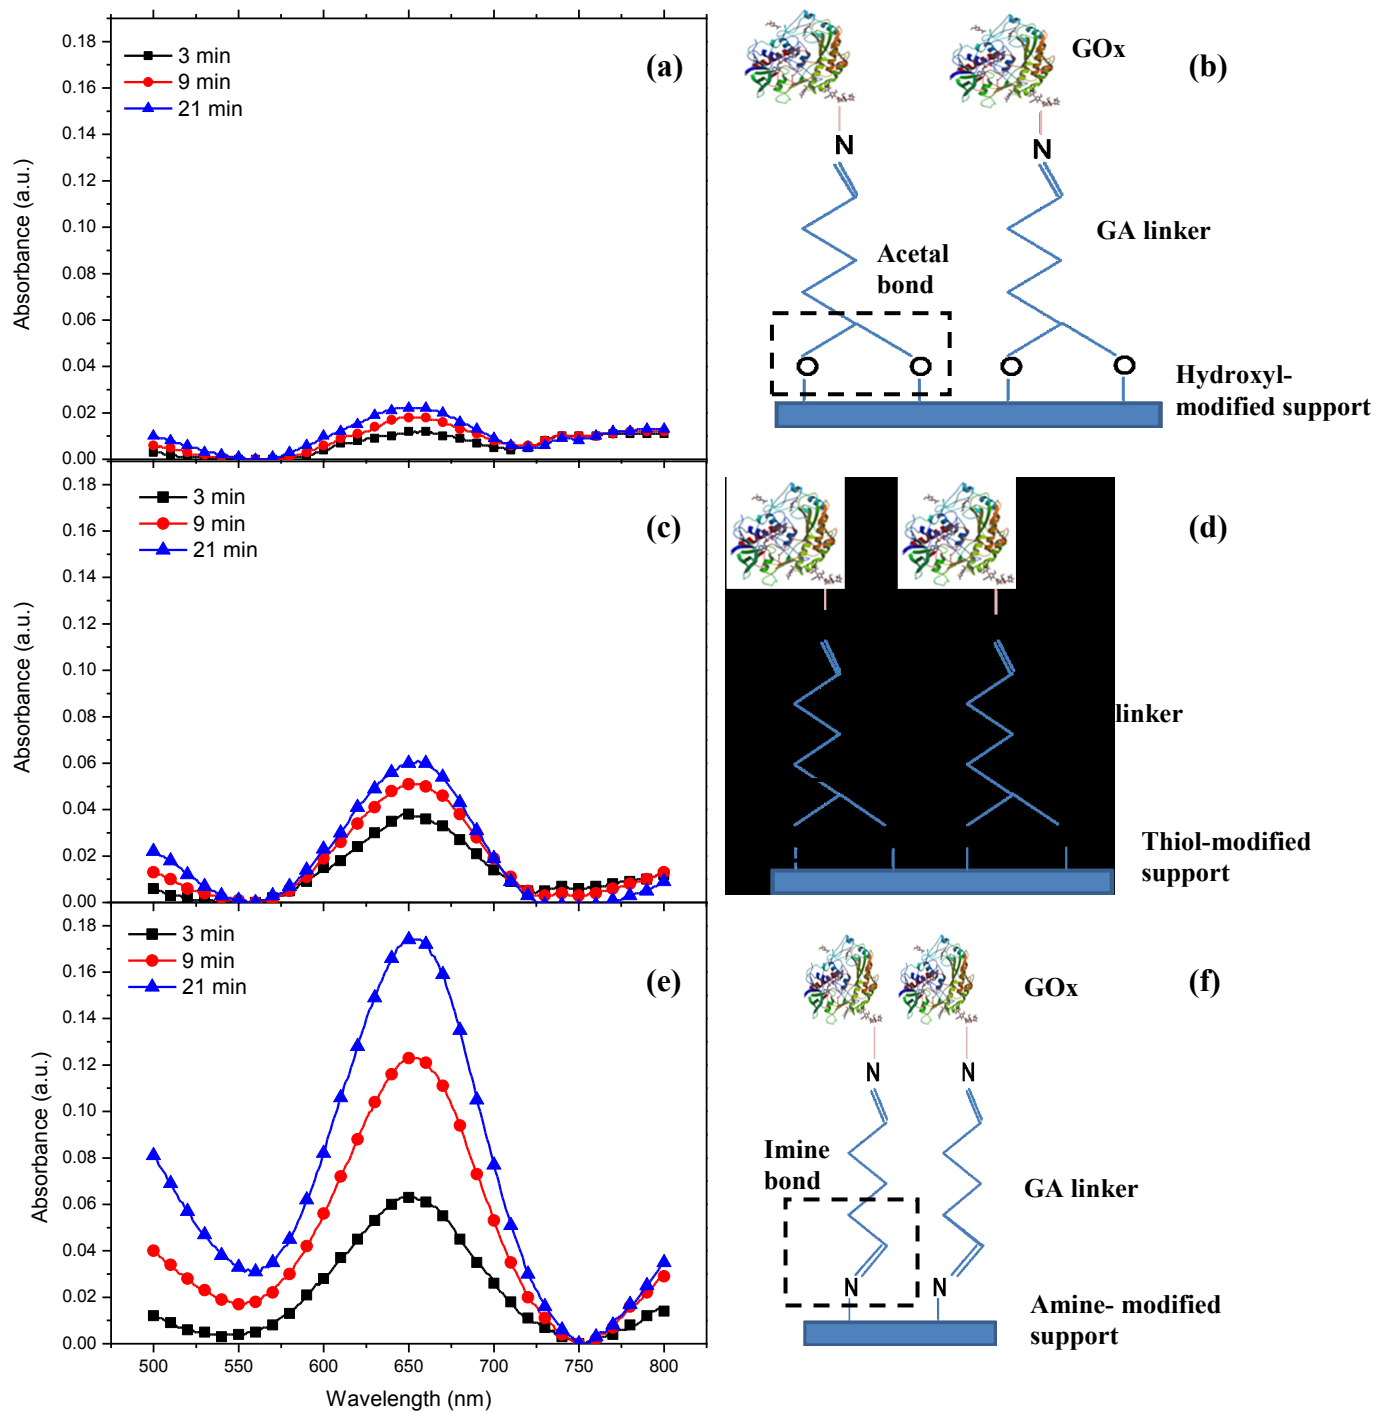 0.18
0.16
0.14
0.12
0.10
0.08
0.06
0.04
0.02
0.00
Absorbance (a.u.)
3 min
9 min
21 min
(a)
GOx
(b)
N
N
GA linker
Acetal
bond
O
O
O
O
Hydroxyl-
modified support
0.18
0.16
0.14
0.12
0.10
0.08
0.06
0.04
0.02
0.00
Absorbance (a.u.)
3 min
9 min
21 min
(c)
(d)
linker
Thiol-modified
support
0.18
0.16
0.14
0.12
0.10
0.08
0.06
0.04
0.02
0.00
Absorbance (a.u.)
3 min
9 min
21 min
(e)
500
550
600
650
700
750
800
Wavelength (nm)
GOx
(f)
N
N
Imine
bond
GA linker
N
N
Amine- modified
support